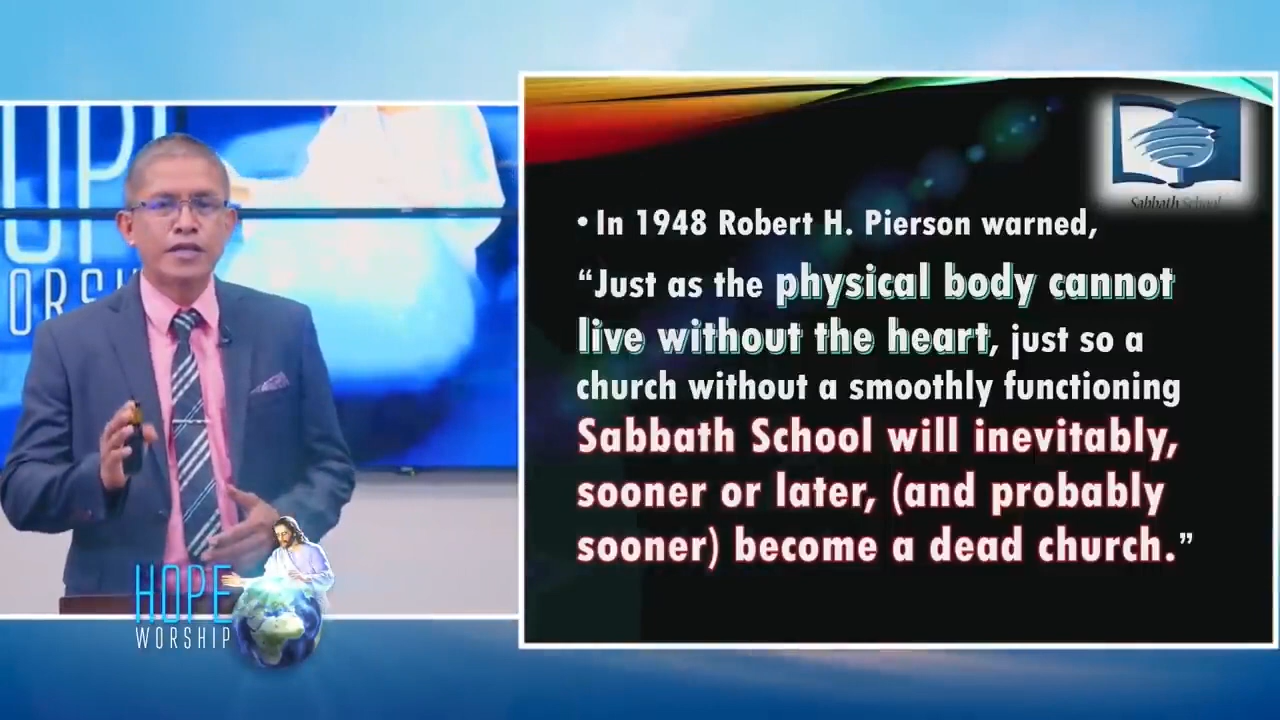 OPE
ORS
HOPE
WORSHIP
Sabbath School
• In 1948 Robert H. Pierson warned,
“Just as the physical body cannot
live without the heart, just so a
church without a smoothly functioning
Sabbath School will inevitably,
sooner or later, (and probably
sooner) become a dead church.”